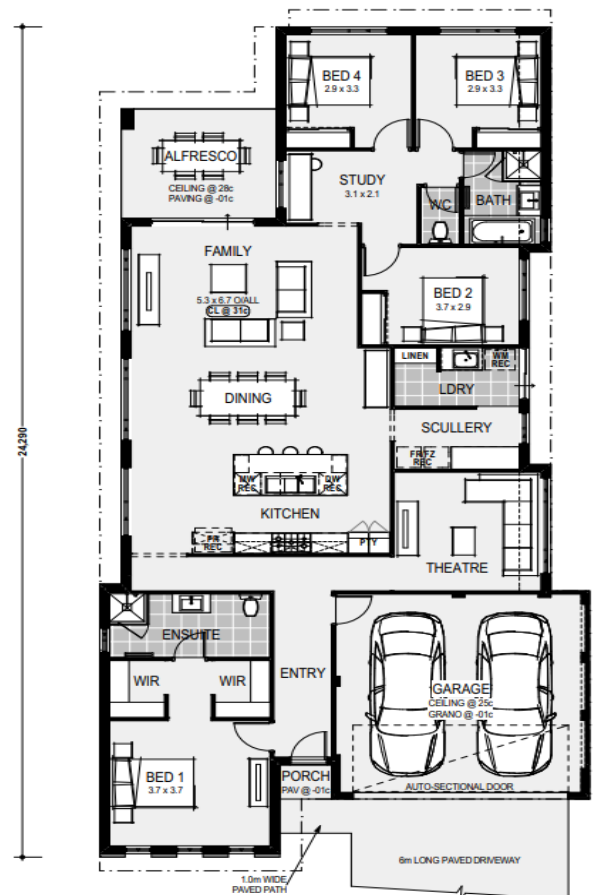 BED 4
2.9 x 3.3
BED 3
2.9 x 3.3
ALFRESCO
CEILING @ 28c
PAVING @ -01c
STUDY
3.1 x 2.1
WC
BATH
FAMILY
5.3 x 6.7 O/ALL
CL @ 31c
BED 2
3.7 x 2.9
LINEN
WM
REC
LDRY
DINING
SCULLERY
FR/FZ
REC
24,290
MW
REC
DW
REC
KITCHEN
FR
REC
PTY
THEATRE
ENSUITE
WIR
WIR
ENTRY
GARAGE
CEILING @ 25c
GRANO @ -01c
BED 1
3.7 x 3.7
PORCH
PAV @ -01c
AUTO-SECTIONAL DOOR
1.0m WIDE
PAVED PATH
6m LONG PAVED DRIVEWAY